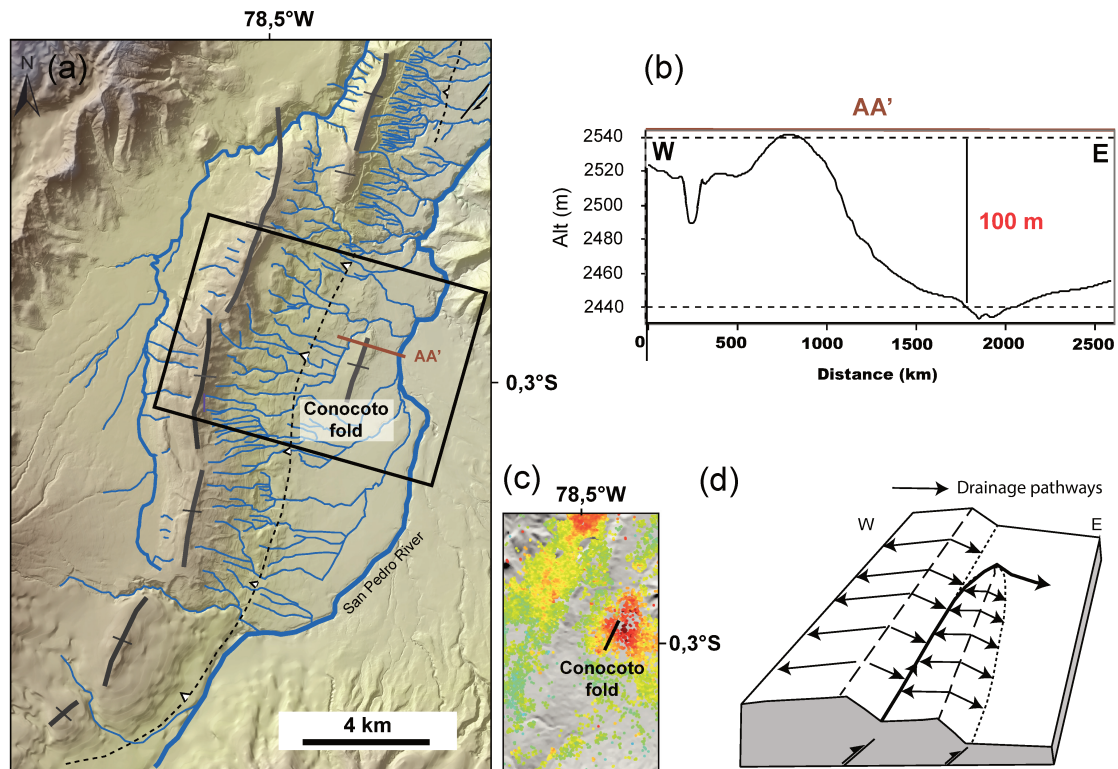 78,5°W
(a)
N
AA'
0,3°S
Conocoto
fold
San Pedro River
4 km
(b)
AA'
W
E
Alt (m)
2540
2520
2500
2480
2460
2440
100 m
0
500
1000
1500
2000
2500
Distance (km)
(c)
78,5°W
0,3°S
Conocoto
fold
(d)
Drainage pathways
W
E